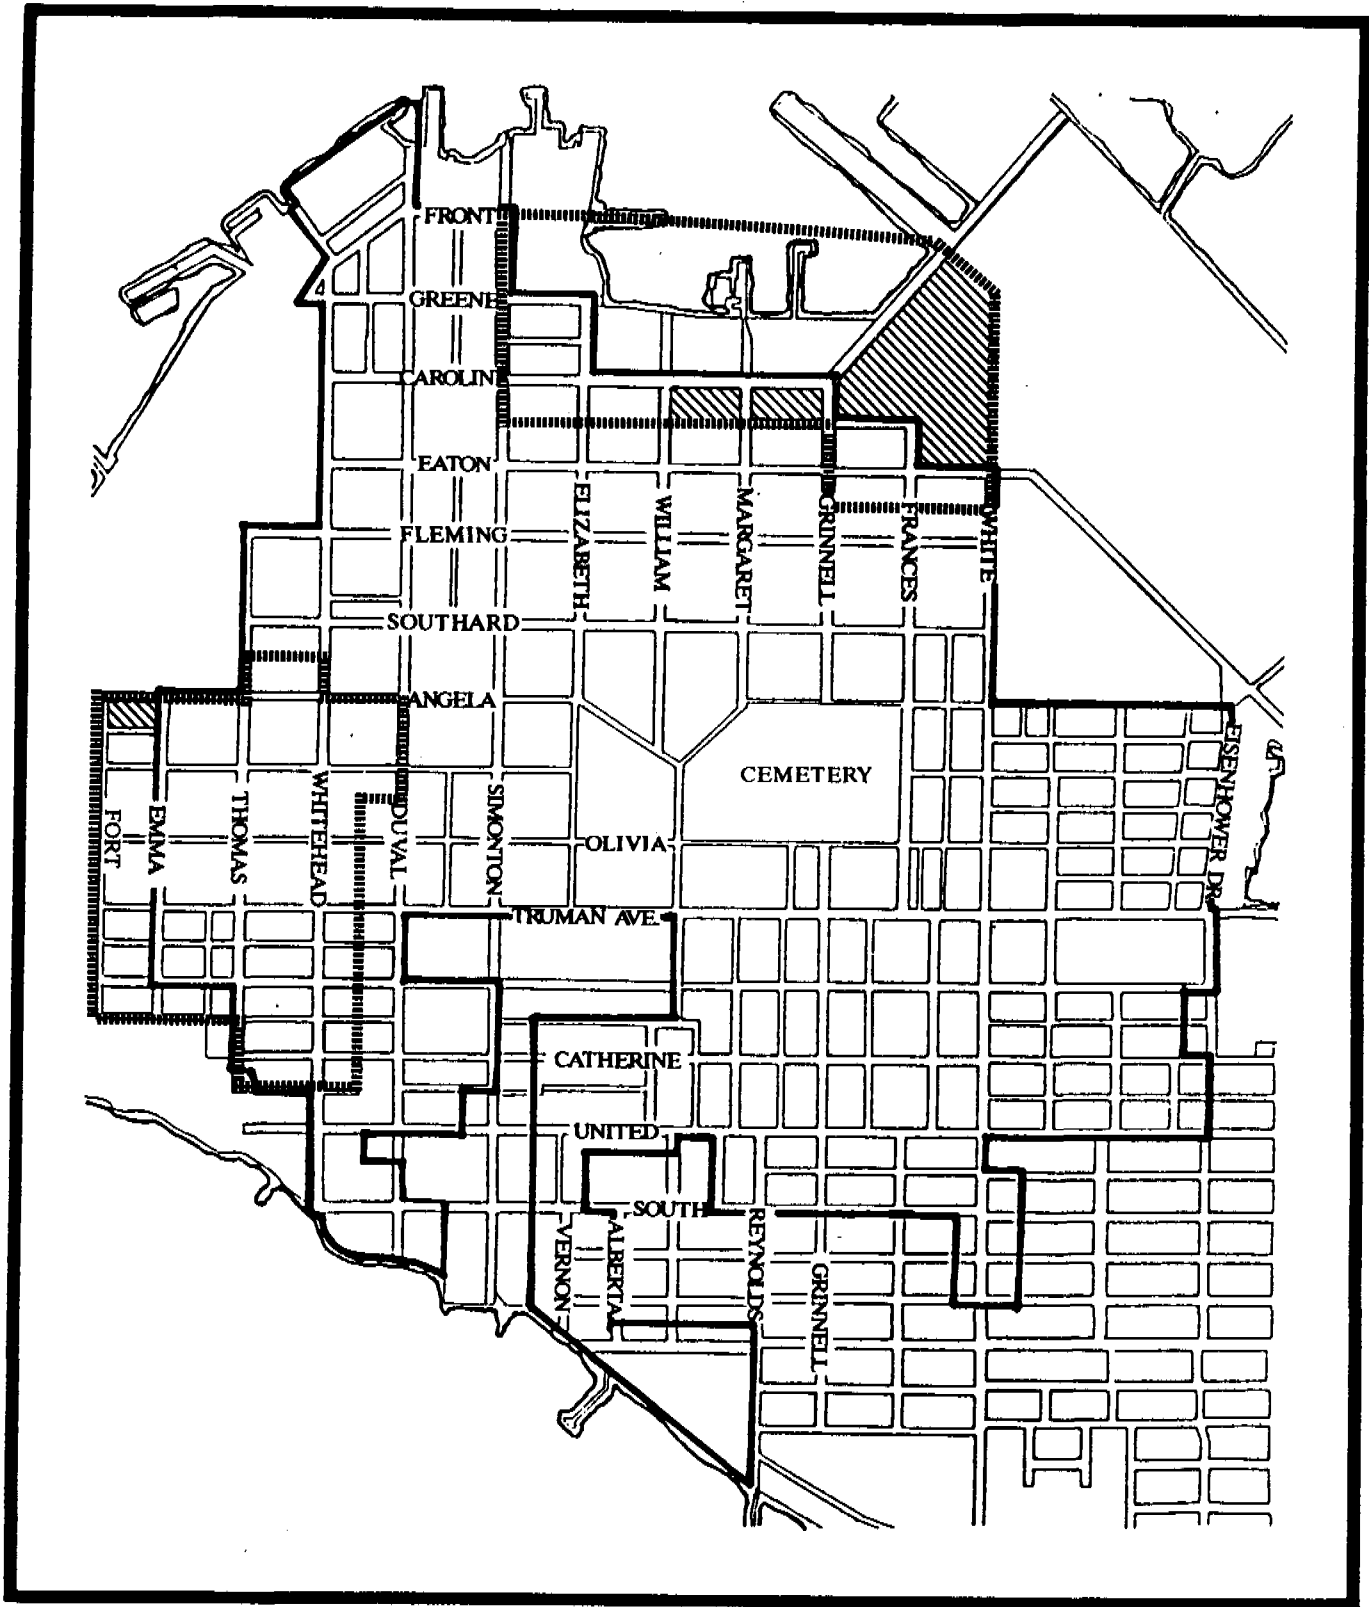 FRONT
GREENE
CAROLIN
EATON
FLEMING
SOUTHARD
ANGELA
ELIZABETH
WILLIAM
MARGARET
GRINNELL
FRANCES
WHITE
CEMETERY
EISENHOWER DR.
FORT
EMMA
THOMAS
WHITEHEAD
DUVAL
SIMONTON
OLIVIA
TRUMAN AVE.
CATHERINE
UNITED
SOUTH
VERNON
ALBERTA
REYNOLDS
GRINNELL